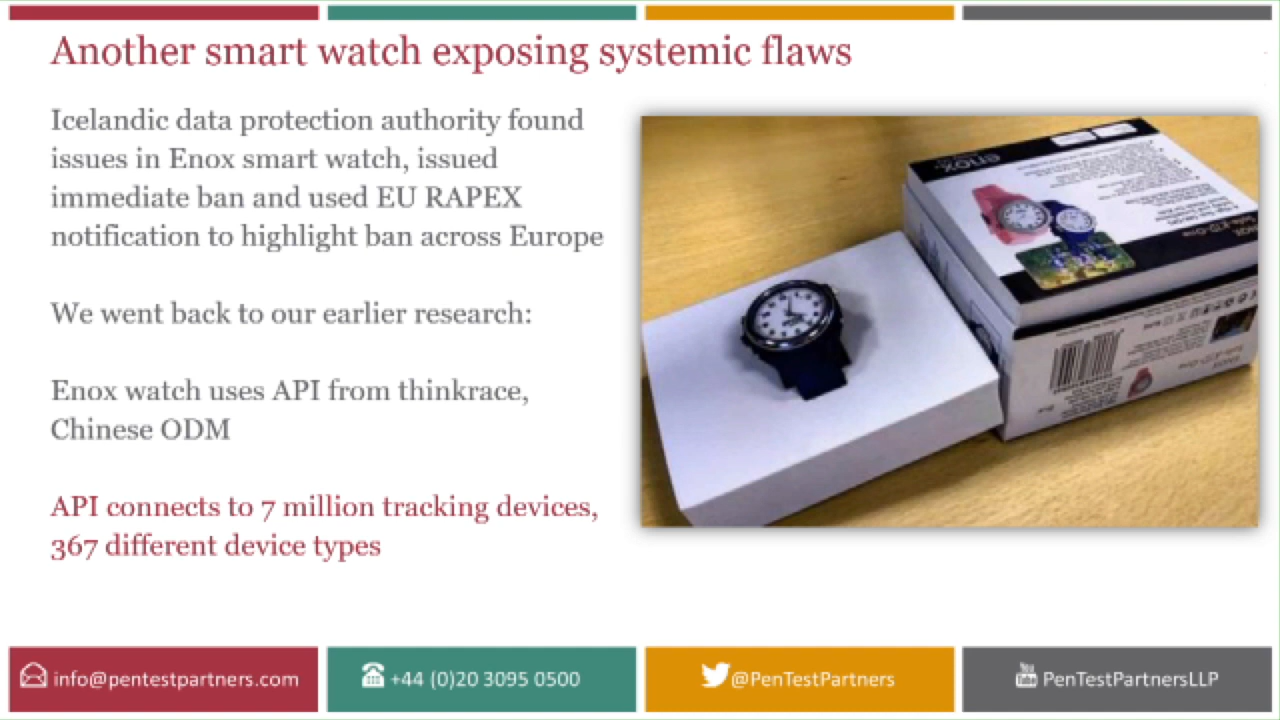 Another smart watch exposing systemic flaws
Icelandic data protection authority found
issues in Enox smart watch, issued
immediate ban and used EU RAPEX
notification to highlight ban across Europe
We went back to our earlier research:
Enox watch uses API from thinkrace,
Chinese ODM
API connects to 7 million tracking devices,
367 different device types
enox
info@pentestpartners.com
+44 (0)20 3095 0500
@PenTestPartners
You
Tube
PenTestPartnersLLP